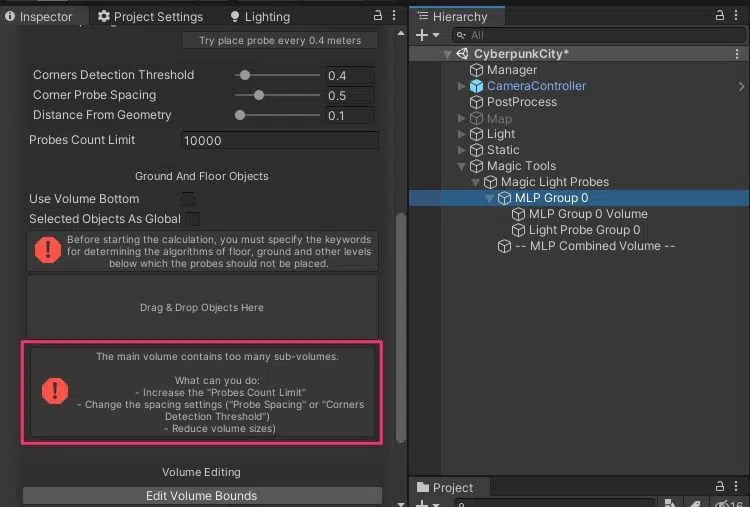 Inspector
Project Settings
Lighting
Try place probe every 0.4 meters
Corners Detection Threshold 0.4
Corner Probe Spacing 0.5
Distance From Geometry 0.1
Probes Count Limit 10000
Ground And Floor Objects
Use Volume Bottom
Selected Objects As Global
Before starting the calculation, you must specify the keywords
for determining the algorithms of floor, ground and other levels
below which the probes should not be placed.
Drag & Drop Objects Here
The main volume contains too many sub-volumes.
What can you do:
- Increase the "Probes Count Limit"
- Change the spacing settings ("Probe Spacing" or "Corners
Detection Threshold")
- Reduce volume sizes)
Volume Editing
Edit Volume Bounds
Hierarchy
All
CyberpunkCity*
Manager
CameraController
PostProcess
Map
Light
Static
Magic Tools
Magic Light Probes
MLP Group 0
MLP Group 0 Volume
Light Probe Group 0
-- MLP Combined Volume --
Project
16